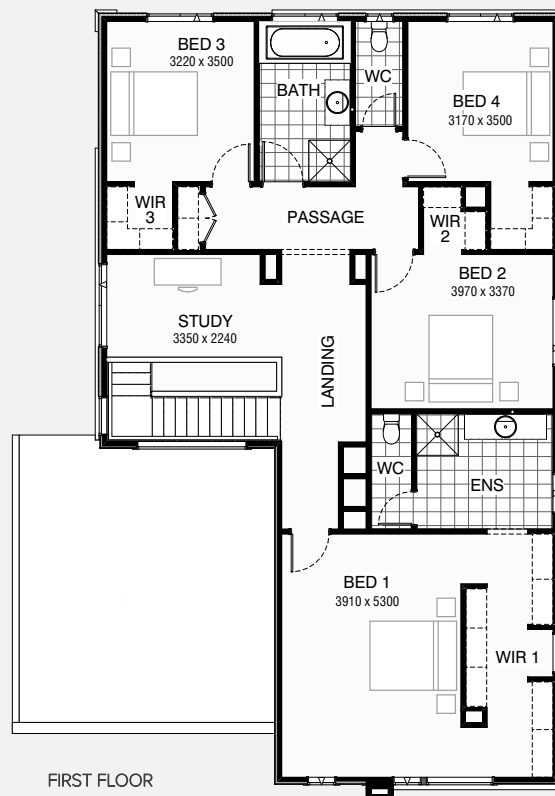 BED 3
3220 x 3500
BATH
WC
BED 4
3170 x 3500
WIR
3
PASSAGE
WIR
2
BED 2
3970 x 3370
STUDY
3350 x 2240
LANDING
WC
ENS
BED 1
3910 x 5300
WIR 1
FIRST FLOOR